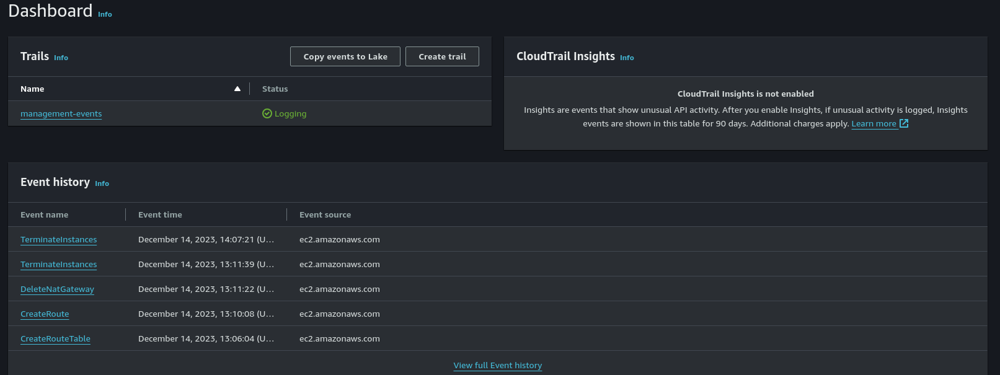 Dashboard Info
Trails Info
Copy events to Lake
Create trail
Name
Status
management-events
Logging
CloudTrail Insights Info
CloudTrail Insights is not enabled
Insights are events that show unusual API activity. After you enable Insights, if unusual activity is logged, Insights
events are shown in this table for 90 days. Additional charges apply. Learn more
Event history Info
Event name Event time Event source
TerminateInstances December 14, 2023, 14:07:21 (U… ec2.amazonaws.com
TerminateInstances December 14, 2023, 13:11:39 (U… ec2.amazonaws.com
DeleteNatGateway December 14, 2023, 13:11:22 (U… ec2.amazonaws.com
CreateRoute December 14, 2023, 13:10:08 (U… ec2.amazonaws.com
CreateRouteTable December 14, 2023, 13:06:04 (U… ec2.amazonaws.com
View full Event history